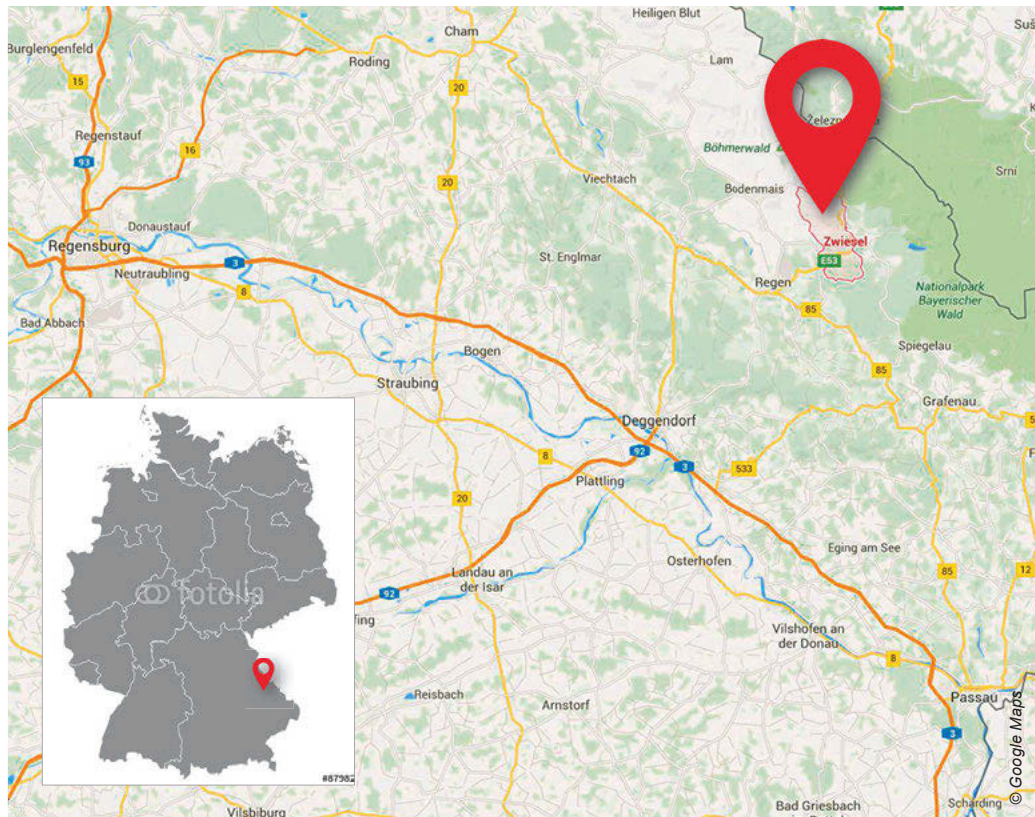 Heiligen Blut
Suš
Cham
Burglengenfeld
Roding
Lam
15
20
Regenstauf
16
93
Böhmerwald
Viechtach
Srni
Bodenmais
Donaustauf
Regensburg
Zwiesel
3
St. Englmar
E53
Neutraubling
8
Regen
Nationalpark
Bayerischer
Wald
85
Bad Abbach
Bogen
Spiegelau
85
Straubing
Grafenau
Deggendorf
8
92
3
533
Plattling
20
Eging am See
Osterhofen
Landau an
der Isar
85
12
92
fing
Vilshofen an
der Donau
8
fotolia
Reisbach
Arnstorf
Passau
3
#87982
© Google Maps
Vilsbiburg
Bad Griesbach
Schärding